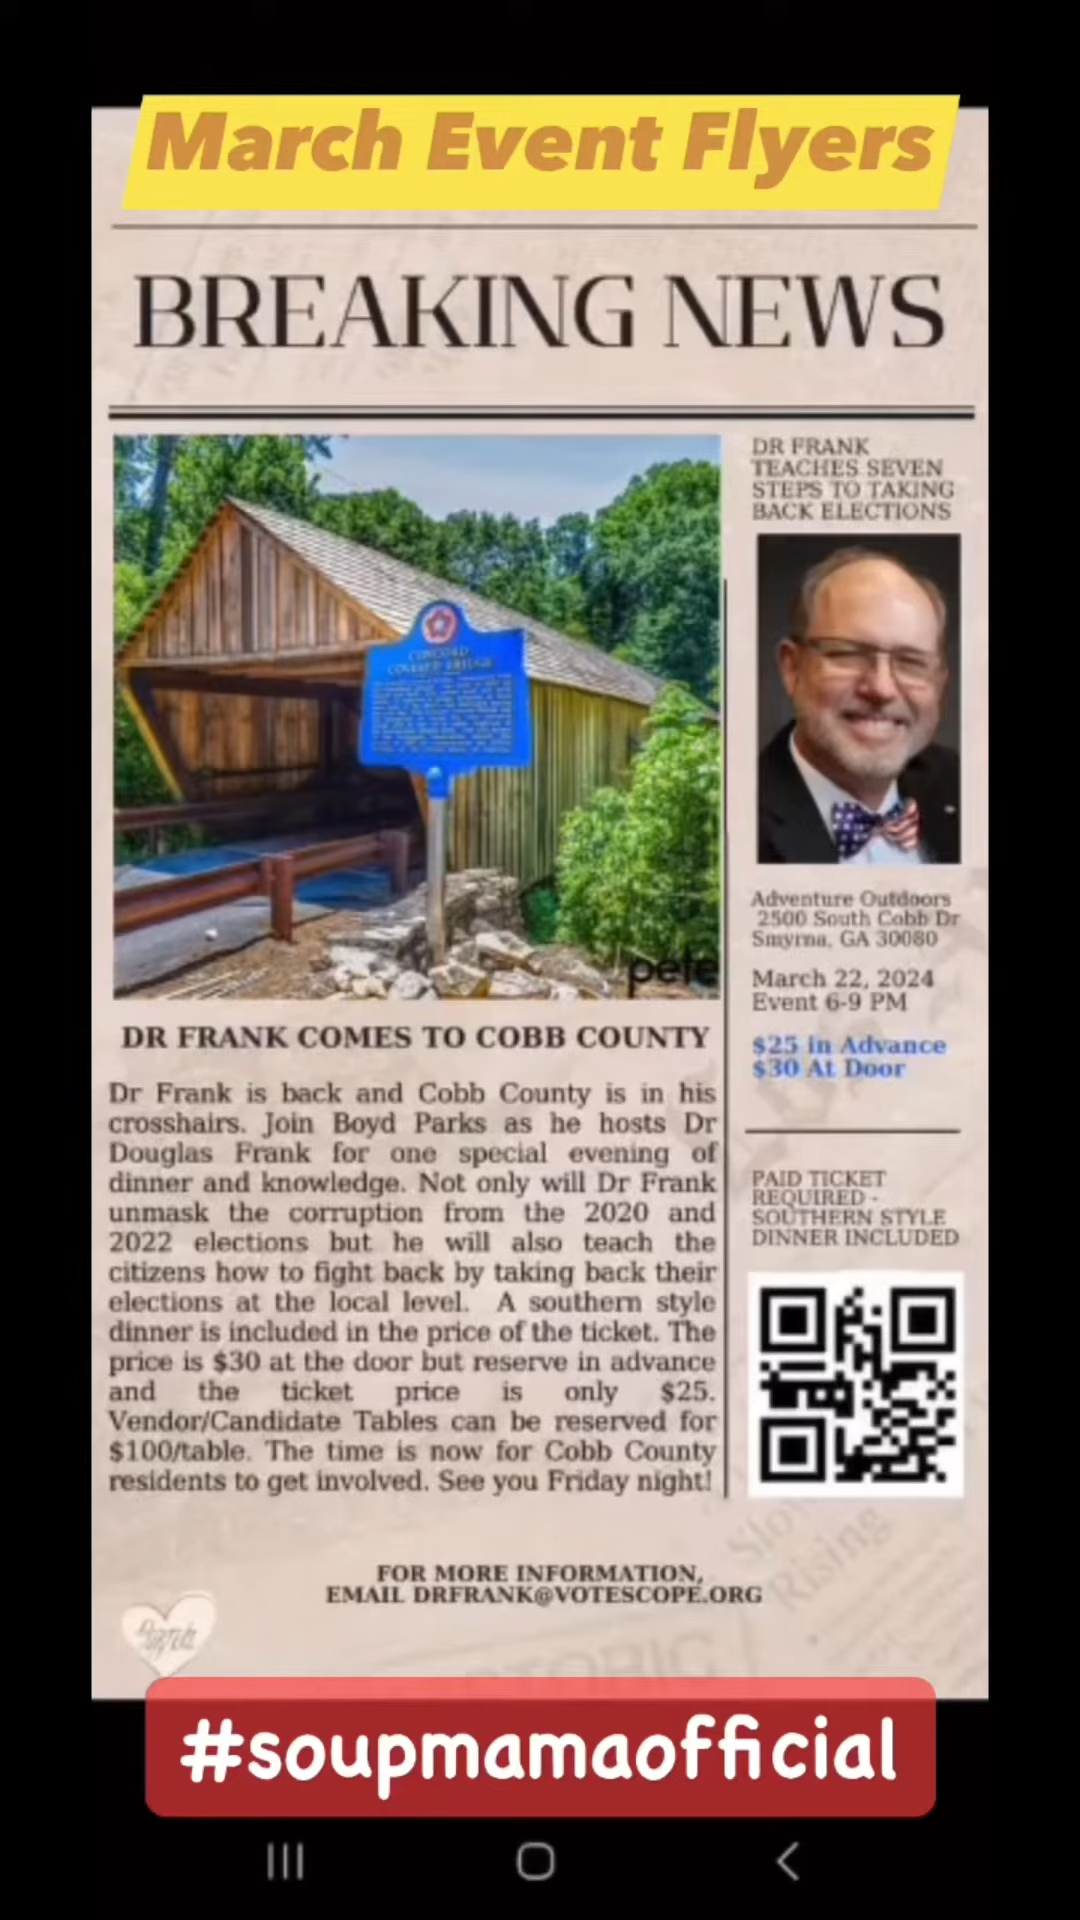 March Event Flyers
BREAKING NEWS
DR FRANK
TEACHES SEVEN
STEPS TO TAKING
BACK ELECTIONS
CONCORD
COVERED BRIDGE
Adventure Outdoors
2500 South Cobb Dr
Smyrna, GA 30080
March 22, 2024
Event 6-9 PM
$25 in Advance
$30 At Door
PAID TICKET
REQUIRED -
SOUTHERN STYLE
DINNER INCLUDED
pete
DR FRANK COMES TO COBB COUNTY
Dr Frank is back and Cobb County is in his
crosshairs. Join Boyd Parks as he hosts Dr
Douglas Frank for one special evening of
dinner and knowledge. Not only will Dr Frank
unmask the corruption from the 2020 and
2022 elections but he will also teach the
citizens how to fight back by taking back their
elections at the local level. A southern style
dinner is included in the price of the ticket. The
price is $30 at the door but reserve in advance
and the ticket price is only $25.
Vendor/Candidate Tables can be reserved for
$100/table. The time is now for Cobb County
residents to get involved. See you Friday night!
Slow
Rising
FOR MORE INFORMATION,
EMAIL DRFRANK@VOTESCOPE.ORG
#soupmamaofficial